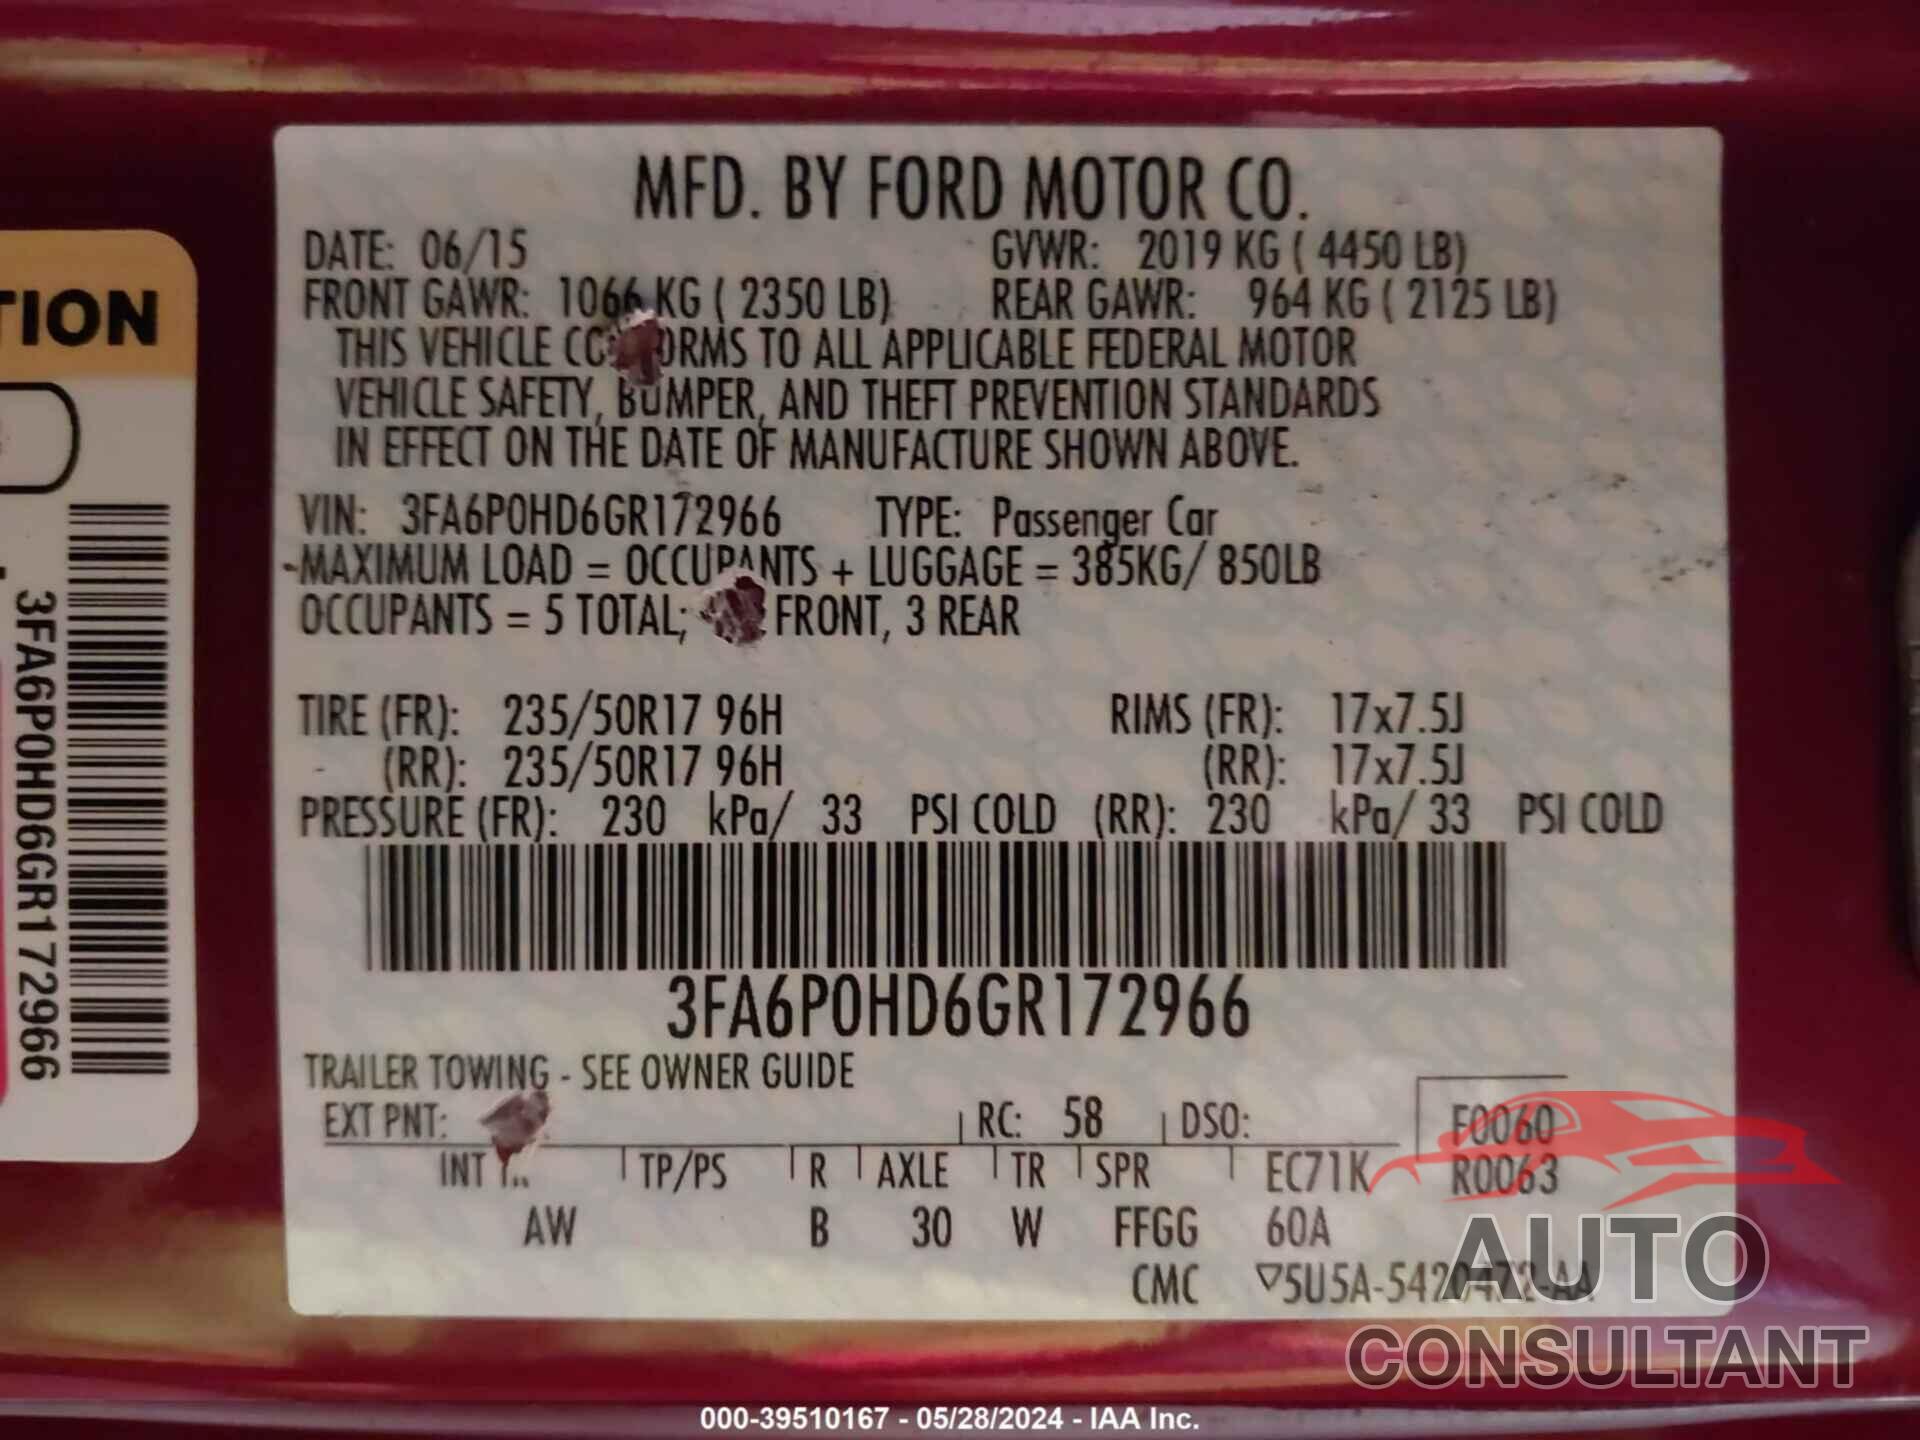 MFD. BY FORD MOTOR CO.
DATE: 06/15 GVWR: 2019 KG ( 4450 LB)
FRONT GAWR: 1066 KG ( 2350 LB) REAR GAWR: 964 KG ( 2125 LB)
THIS VEHICLE CONFORMS TO ALL APPLICABLE FEDERAL MOTOR
VEHICLE SAFETY, BUMPER, AND THEFT PREVENTION STANDARDS
IN EFFECT ON THE DATE OF MANUFACTURE SHOWN ABOVE.
VIN: 3FA6P0HD6GR172966 TYPE: Passenger Car
MAXIMUM LOAD = OCCUPANTS + LUGGAGE = 385KG/ 850LB
OCCUPANTS = 5 TOTAL; FRONT, 3 REAR
TIRE (FR): 235/50R17 96H RIMS (FR): 17x7.5J
(RR): 235/50R17 96H (RR): 17x7.5J
PRESSURE (FR): 230 kPa/ 33 PSI COLD (RR): 230 kPa/ 33 PSI COLD
3FA6P0HD6GR172966
TRAILER TOWING - SEE OWNER GUIDE
EXT PNT: RC: 58 DSO: F0060
INT TP/PS R AXLE TR SPR EC71K R0063
AW B 30 W FFGG 60A
CMC ▽5U5A-5420472-AA
TION
3FA6P0HD6GR172966
AUTO
CONSULTANT
000-39510167 - 05/28/2024 - IAA Inc.